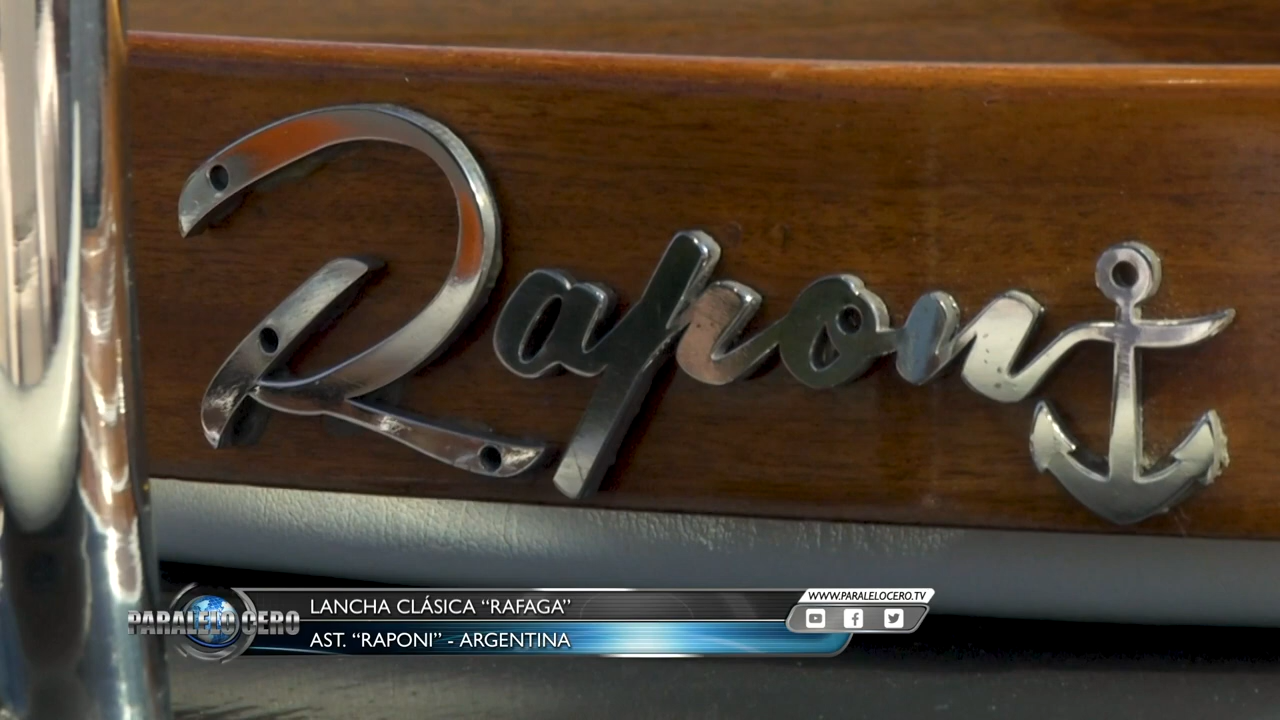 Raponi
PARALELO CERO
LANCHA CLÁSICA “RAFAGA”
AST. “RAPONI” - ARGENTINA
WWW.PARALELOCERO.TV